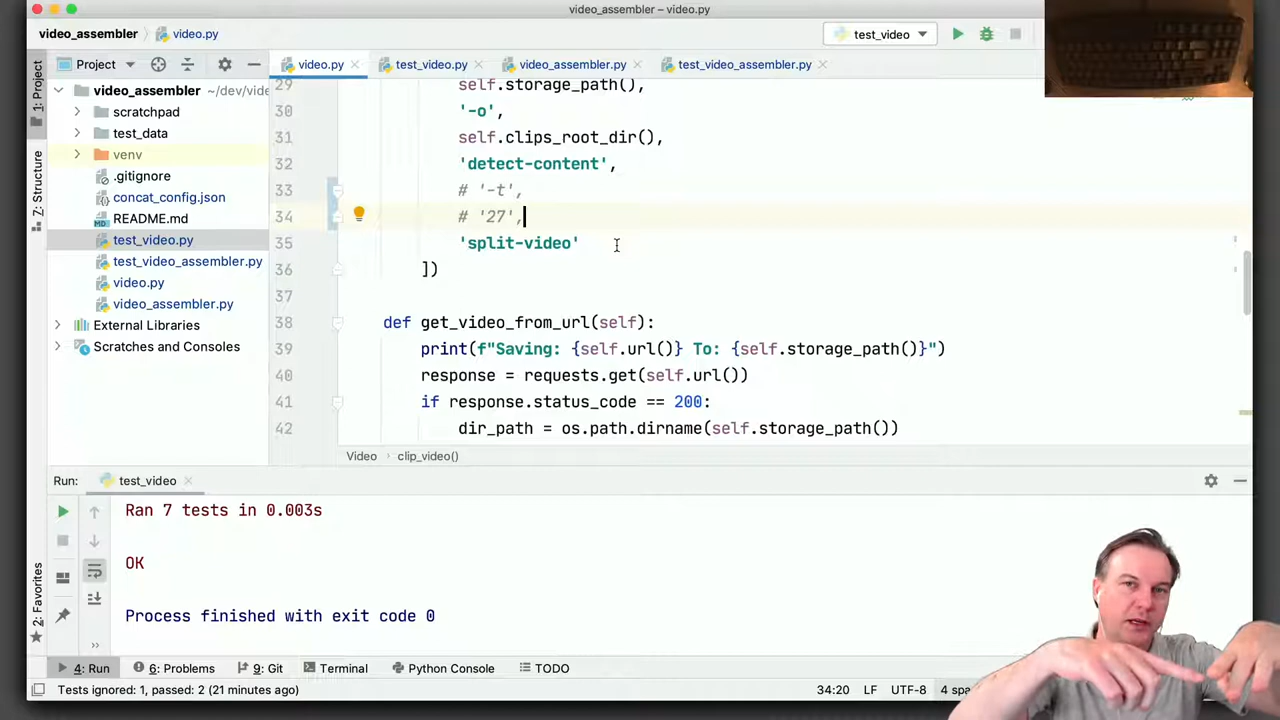 video_assembler – video.py
video_assembler
video.py
test_video
1: Project
Project
video.py
test_video.py
video_assembler.py
test_video_assembler.py
video_assembler ~/dev/vide
scratchpad
test_data
venv
.gitignore
concat_config.json
README.md
test_video.py
test_video_assembler.py
video.py
video_assembler.py
External Libraries
Scratches and Consoles
Z: Structure
2: Favorites
29 self.storage_path(),
30 '-o',
31 self.clips_root_dir(),
32 'detect-content',
33 # '-t',
34 # '27',
35 'split-video'
36 ])
37
38 def get_video_from_url(self):
39 print(f"Saving: {self.url()} To: {self.storage_path()}")
40 response = requests.get(self.url())
41 if response.status_code == 200:
42 dir_path = os.path.dirname(self.storage_path())
Video › clip_video()
Run: test_video
Ran 7 tests in 0.003s
OK
Process finished with exit code 0
4: Run 6: Problems 9: Git Terminal Python Console TODO
Tests ignored: 1, passed: 2 (21 minutes ago) 34:20 LF UTF-8 4 spa